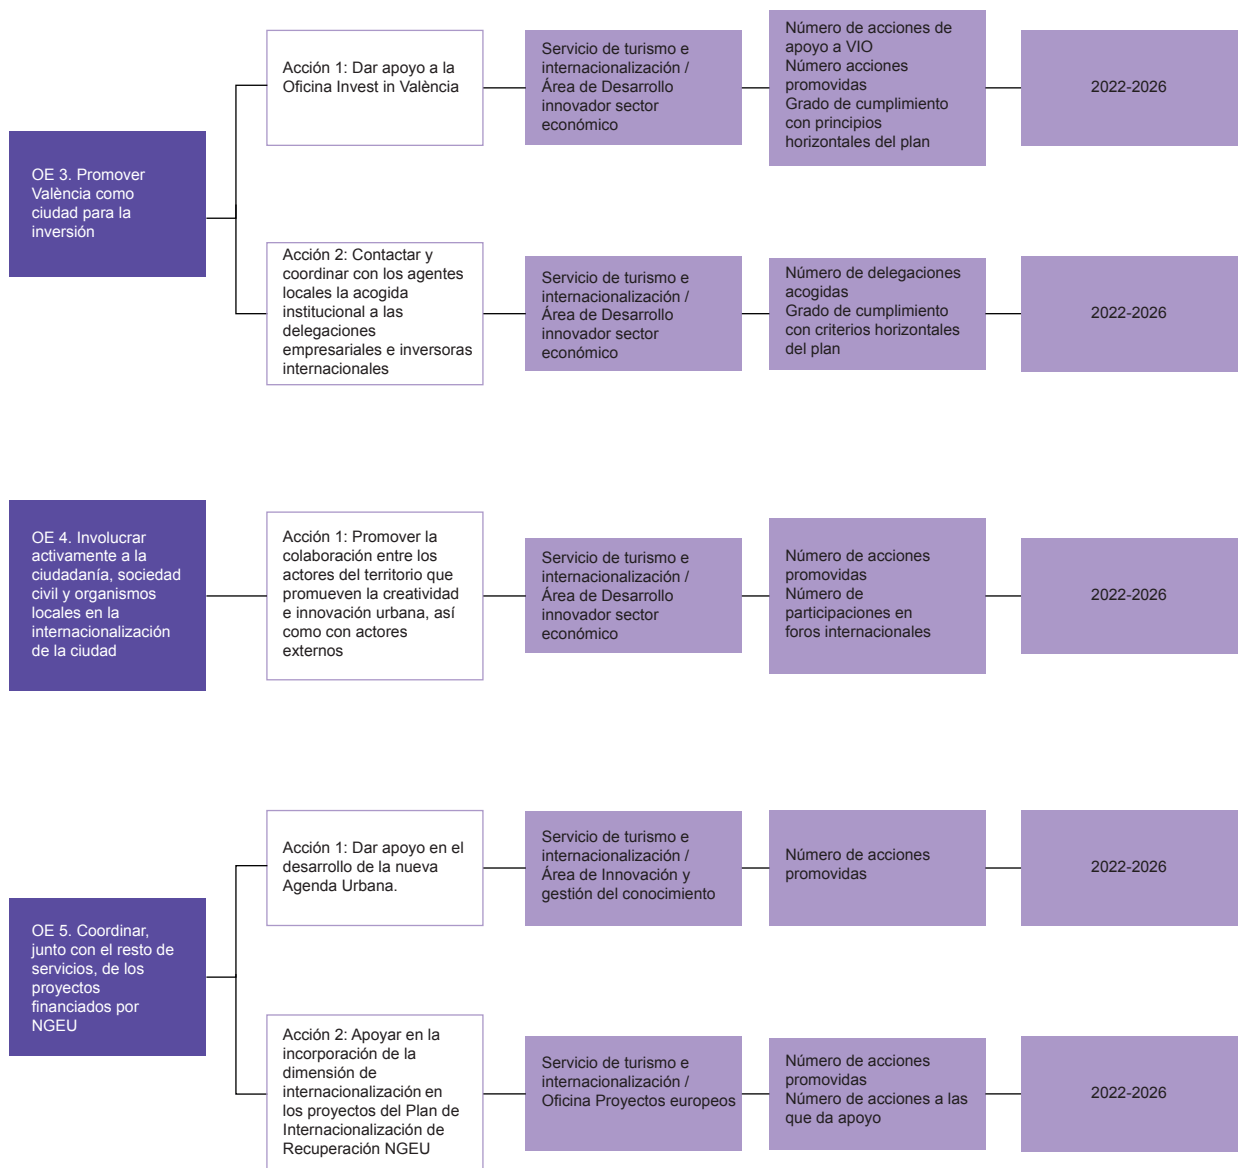 OE 3. Promover
València como
ciudad para la
inversión
Acción 1: Dar apoyo a la
Oficina Invest in València
Servicio de turismo e
internacionalización /
Área de Desarrollo
innovador sector
económico
Número de acciones de
apoyo a VIO
Número acciones
promovidas
Grado de cumplimiento
con principios
horizontales del plan
2022-2026
Acción 2: Contactar y
coordinar con los agentes
locales la acogida
institucional a las
delegaciones
empresariales e inversoras
internacionales
Servicio de turismo e
internacionalización /
Área de Desarrollo
innovador sector
económico
Número de delegaciones
acogidas
Grado de cumplimiento
con criterios horizontales
del plan
2022-2026
OE 4. Involucrar
activamente a la
ciudadanía, sociedad
civil y organismos
locales en la
internacionalización
de la ciudad
Acción 1: Promover la
colaboración entre los
actores del territorio que
promueven la creatividad
e innovación urbana, así
como con actores
externos
Servicio de turismo e
internacionalización /
Área de Desarrollo
innovador sector
económico
Número de acciones
promovidas
Número de
participaciones en
foros internacionales
2022-2026
OE 5. Coordinar,
junto con el resto de
servicios, de los
proyectos
financiados por
NGEU
Acción 1: Dar apoyo en el
desarrollo de la nueva
Agenda Urbana.
Servicio de turismo e
internacionalización /
Área de Innovación y
gestión del conocimiento
Número de acciones
promovidas
2022-2026
Acción 2: Apoyar en la
incorporación de la
dimensión de
internacionalización en
los proyectos del Plan de
Internacionalización de
Recuperación NGEU
Servicio de turismo e
internacionalización /
Oficina Proyectos europeos
Número de acciones
promovidas
Número de acciones a las
que da apoyo
2022-2026